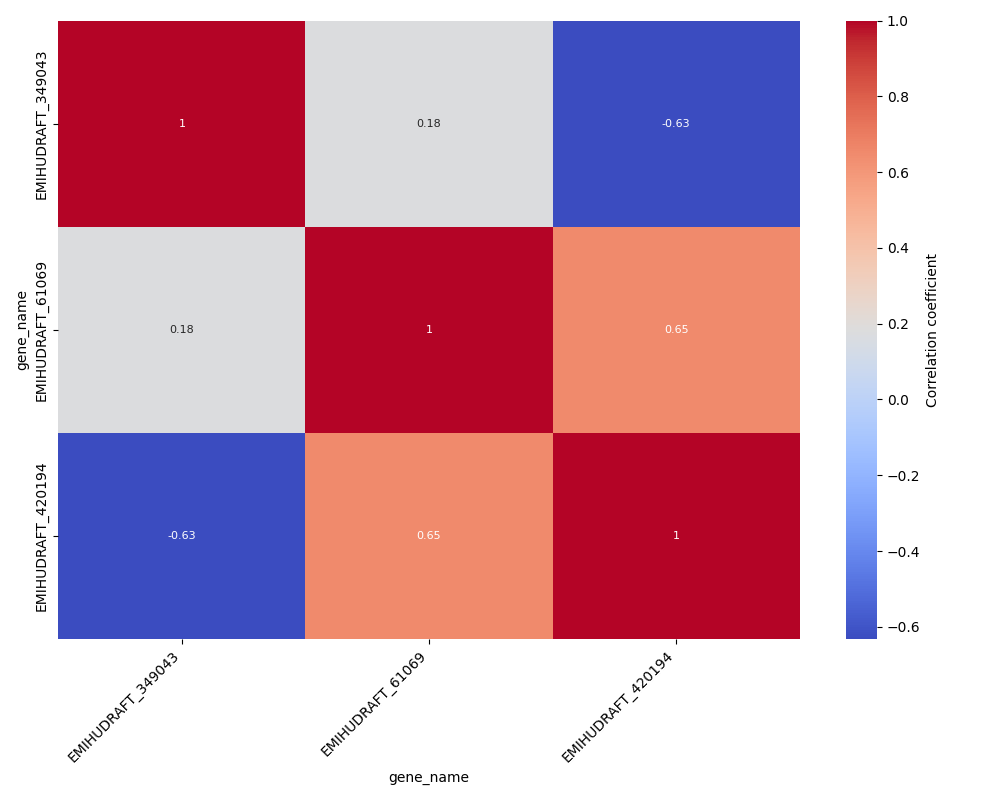 gene_name
EMIHUDRAFT_349043
EMIHUDRAFT_61069
EMIHUDRAFT_420194
1
0.18
-0.63
0.18
1
0.65
-0.63
0.65
1
EMIHUDRAFT_349043
EMIHUDRAFT_61069
EMIHUDRAFT_420194
gene_name
1.0
0.8
0.6
0.4
0.2
0.0
−0.2
−0.4
−0.6
Correlation coefficient